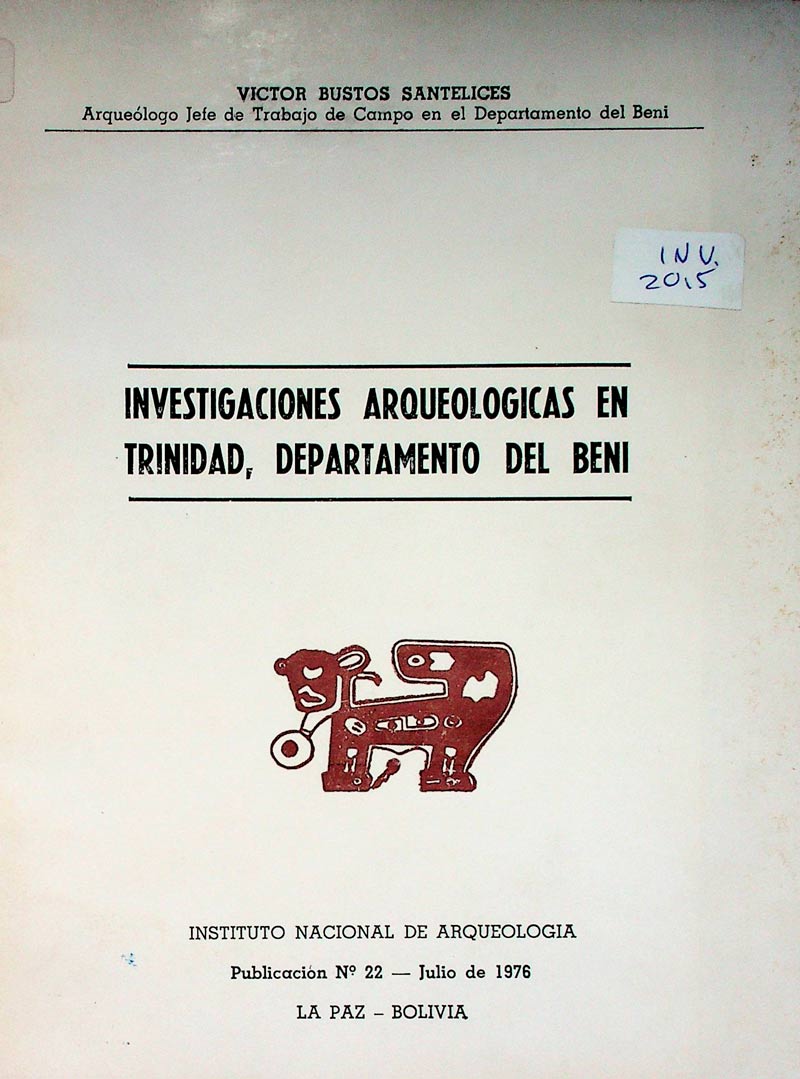 VICTOR BUSTOS SANTELICES
Arqueólogo Jefe de Trabajo de Campo en el Departamento del Beni
INV.
2015
INVESTIGACIONES ARQUEOLOGICAS EN
TRINIDAD, DEPARTAMENTO DEL BENI
INSTITUTO NACIONAL DE ARQUEOLOGIA
Publicación Nº 22 — Julio de 1976
LA PAZ – BOLIVIA